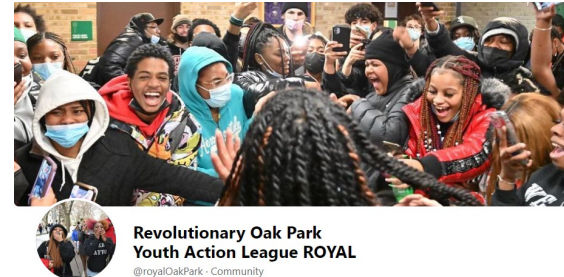 Revolutionary Oak Park
Youth Action League ROYAL
@royalOakPark · Community